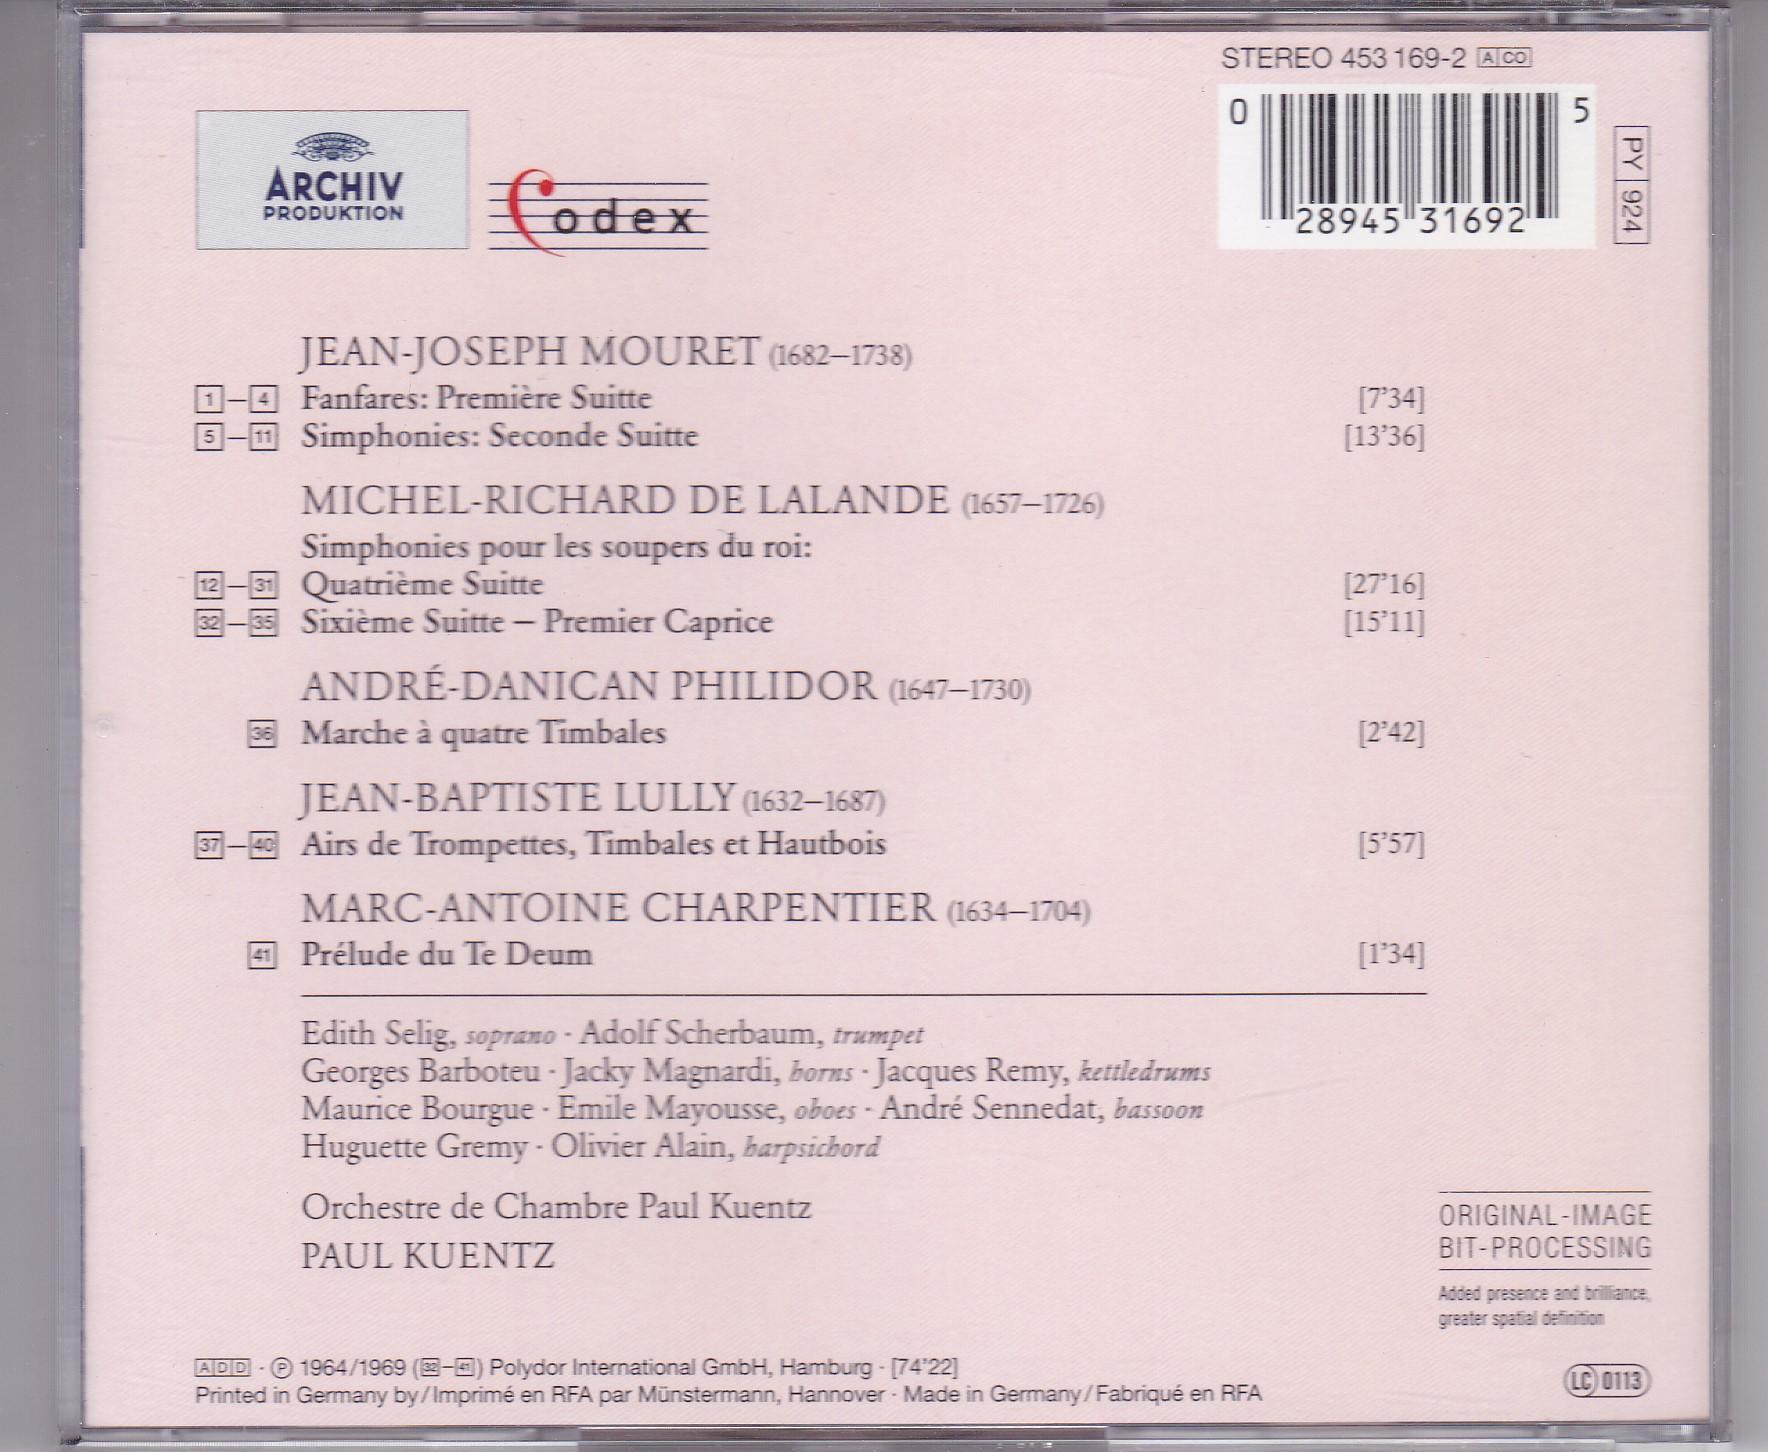 STEREO 453 169-2 A CO
0 28945 31692 5
PY 924
ARCHIV
PRODUKTION
Codex
JEAN-JOSEPH MOURET (1682–1738)
1–4 Fanfares: Première Suitte [7'34]
5–11 Simphonies: Seconde Suitte [13'36]
MICHEL-RICHARD DE LALANDE (1657–1726)
Simphonies pour les soupers du roi:
12–31 Quatrième Suitte [27'16]
32–35 Sixième Suitte – Premier Caprice [15'11]
ANDRÉ-DANICAN PHILIDOR (1647–1730)
36 Marche à quatre Timbales [2'42]
JEAN-BAPTISTE LULLY (1632–1687)
37–40 Airs de Trompettes, Timbales et Hautbois [5'57]
MARC-ANTOINE CHARPENTIER (1634–1704)
41 Prélude du Te Deum [1'34]
Edith Selig, soprano · Adolf Scherbaum, trumpet
Georges Barboteu · Jacky Magnardi, horns · Jacques Remy, kettledrums
Maurice Bourgue · Emile Mayousse, oboes · André Sennedat, bassoon
Huguette Gremy · Olivier Alain, harpsichord
Orchestre de Chambre Paul Kuentz
PAUL KUENTZ
ORIGINAL-IMAGE
BIT-PROCESSING
Added presence and brilliance,
greater spatial definition
ADD · ℗ 1964/1969 (32–41) Polydor International GmbH, Hamburg · [74'22]
Printed in Germany by/Imprimé en RFA par Münstermann, Hannover · Made in Germany/Fabriqué en RFA
LC 0113